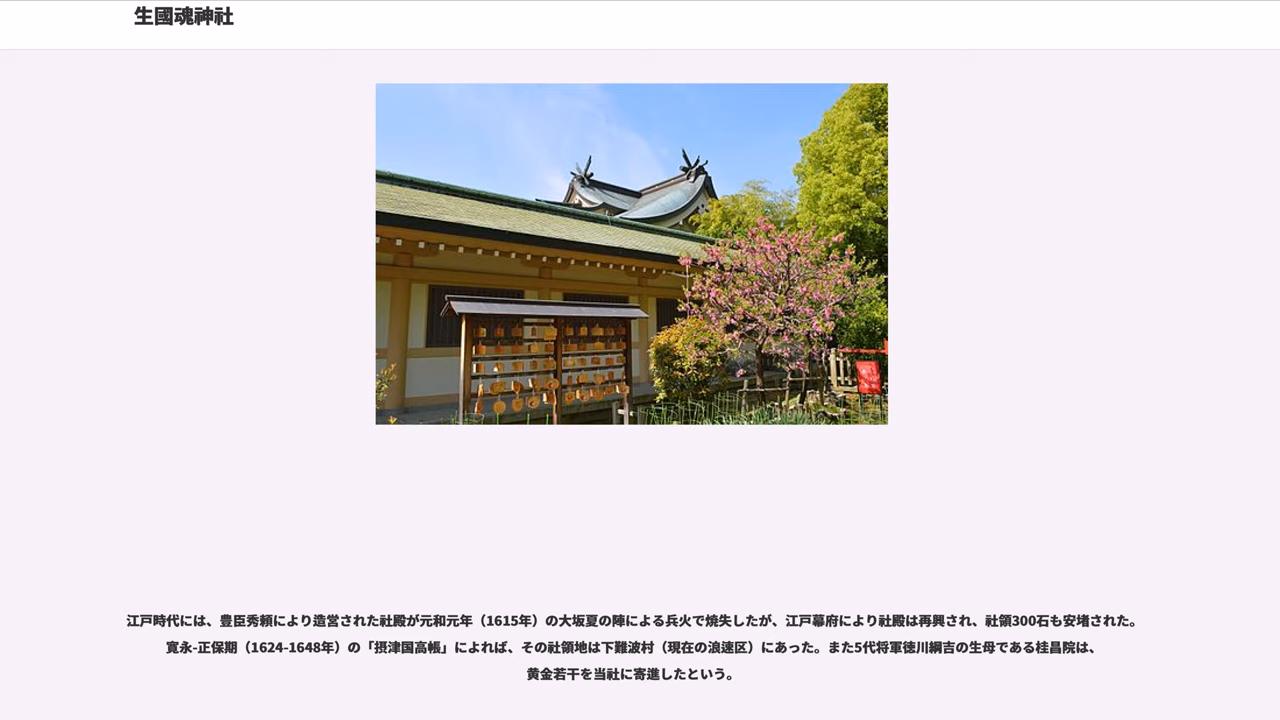 生國魂神社
江戸時代には、豊臣秀頼により造営された社殿が元和元年（1615年）の大坂夏の陣による兵火で焼失したが、江戸幕府により社殿は再興され、社領300石も安堵された。
寛永-正保期（1624-1648年）の「摂津国高帳」によれば、その社領地は下難波村（現在の浪速区）にあった。また5代将軍徳川綱吉の生母である桂昌院は、
黄金若干を当社に寄進したという。